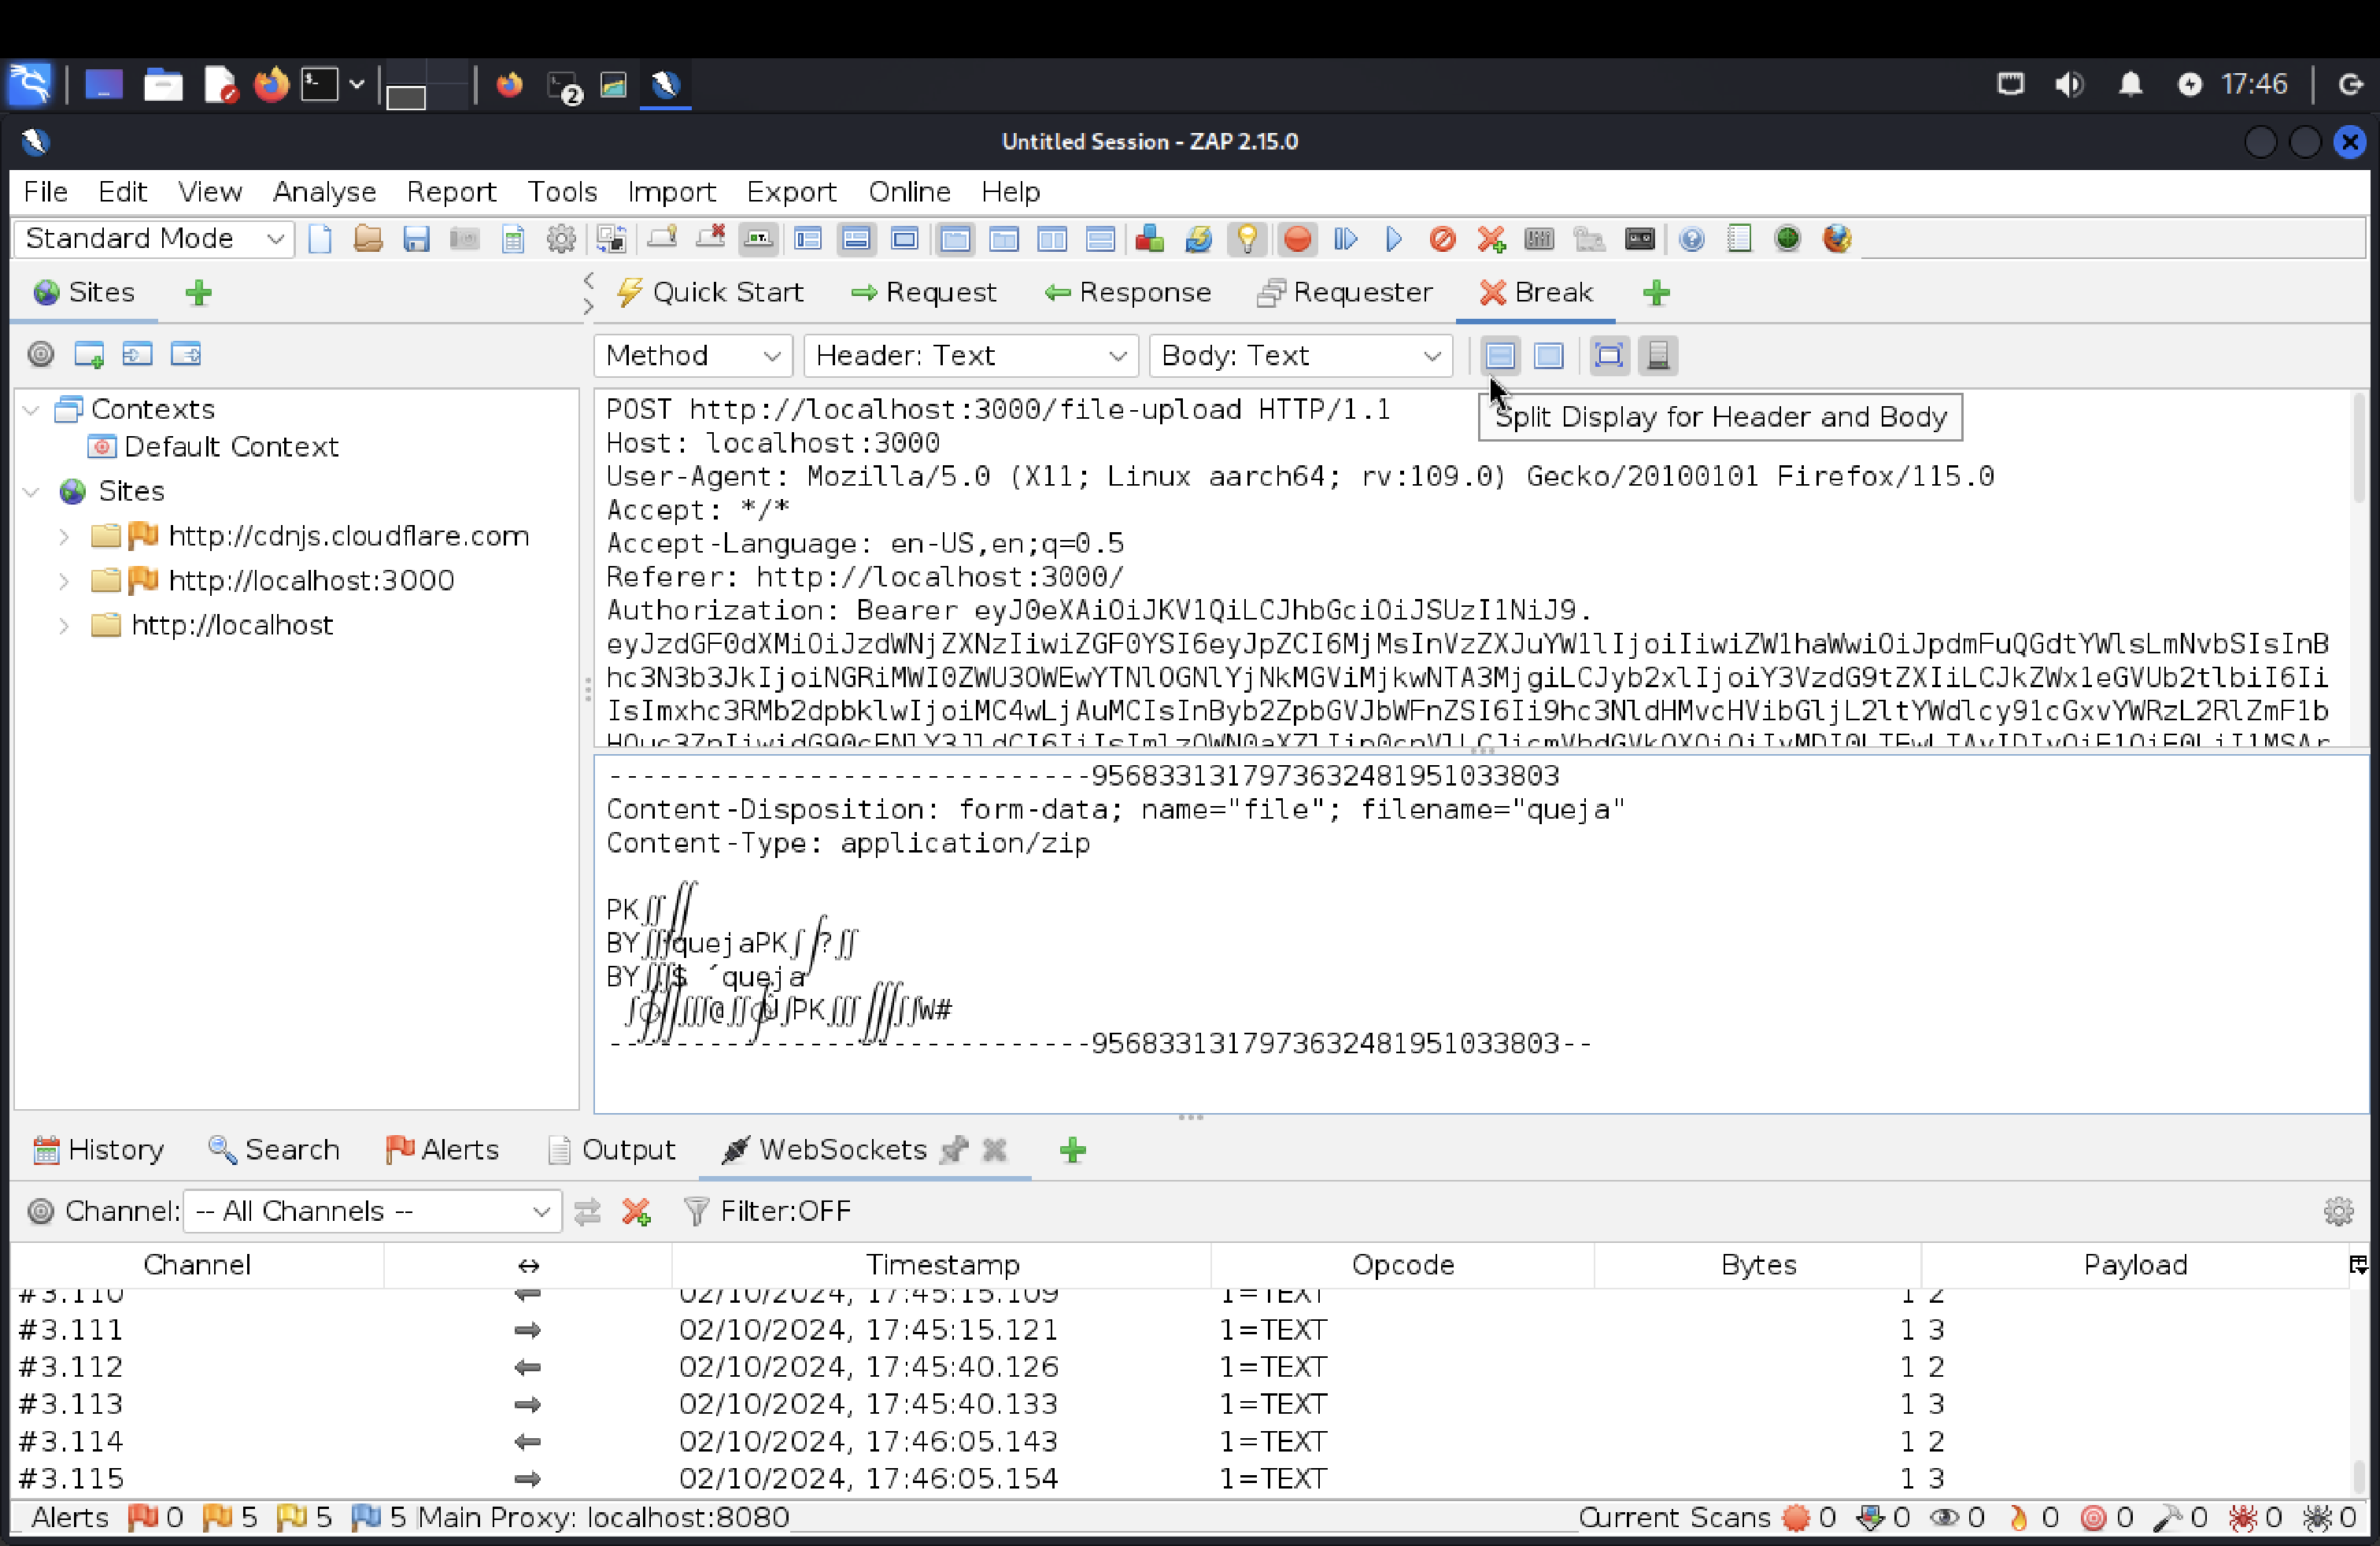 17:46
2
Untitled Session - ZAP 2.15.0
File Edit View Analyse Report Tools Import Export Online Help
Standard Mode
Sites
Quick Start Request Response Requester Break
Method Header: Text Body: Text
Split Display for Header and Body
Contexts
Default Context
Sites
http://cdnjs.cloudflare.com
http://localhost:3000
http://localhost
POST http://localhost:3000/file-upload HTTP/1.1
Host: localhost:3000
User-Agent: Mozilla/5.0 (X11; Linux aarch64; rv:109.0) Gecko/20100101 Firefox/115.0
Accept: */*
Accept-Language: en-US,en;q=0.5
Referer: http://localhost:3000/
Authorization: Bearer eyJ0eXAiOiJKV1QiLCJhbGciOiJSUzI1NiJ9.
eyJzdGF0dXMiOiJzdWNjZXNzIiwiZGF0YSI6eyJpZCI6MjMsInVzZXJuYW1lIjoiIiwiZW1haWwiOiJpdmFuQGdtYWlsLmNvbSIsInB
hc3N3b3JkIjoiNGRiMWI0ZWU3OWEwYTNlOGNlYjNkMGViMjkwNTA3MjgiLCJyb2xlIjoiY3VzdG9tZXIiLCJkZWx1eGVUb2tlbiI6Ii
IsImxhc3RMb2dpbklwIjoiMC4wLjAuMCIsInByb2ZpbGVJbWFnZSI6Ii9hc3NldHMvcHVibGljL2ltYWdlcy91cGxvYWRzL2RlZmF1b
-----------------------------9568331317973632481951033803
Content-Disposition: form-data; name="file"; filename="queja"
Content-Type: application/zip
PK
BY quejaPK ?
BY $ ´queja
@ PK W#
-----------------------------9568331317973632481951033803--
History Search Alerts Output WebSockets
Channel: -- All Channels -- Filter:OFF
Channel ↔ Timestamp Opcode Bytes Payload
#3.110 02/10/2024, 17:45:15.109 1=TEXT 1 2
#3.111 02/10/2024, 17:45:15.121 1=TEXT 1 3
#3.112 02/10/2024, 17:45:40.126 1=TEXT 1 2
#3.113 02/10/2024, 17:45:40.133 1=TEXT 1 3
#3.114 02/10/2024, 17:46:05.143 1=TEXT 1 2
#3.115 02/10/2024, 17:46:05.154 1=TEXT 1 3
Alerts 0 5 5 5 Main Proxy: localhost:8080 Current Scans 0 0 0 0 0 0 0 0